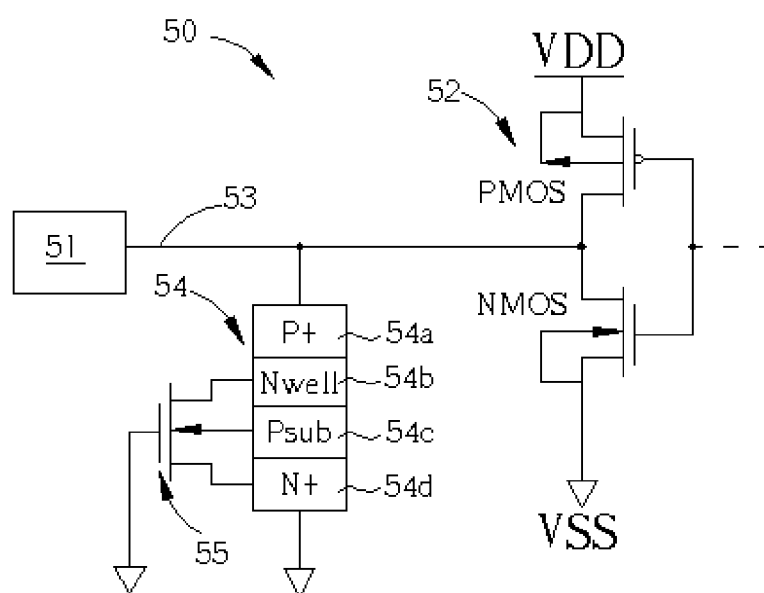 50
VDD
52
PMOS
53
51
54
NMOS
P+
54a
Nwell
54b
Psub
54c
N+
54d
55
VSS